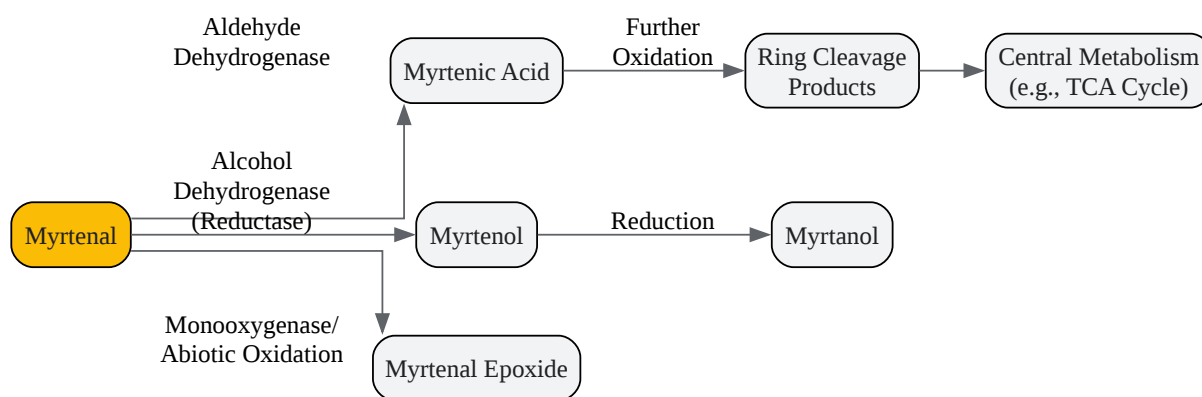 Aldehyde
Dehydrogenase
Myrtenic Acid
Further
Oxidation
Ring Cleavage
Products
Central Metabolism
(e.g., TCA Cycle)
Alcohol
Dehydrogenase
(Reductase)
Myrtenal
Myrtenol
Reduction
Myrtanol
Monooxygenase/
Abiotic Oxidation
Myrtenal Epoxide